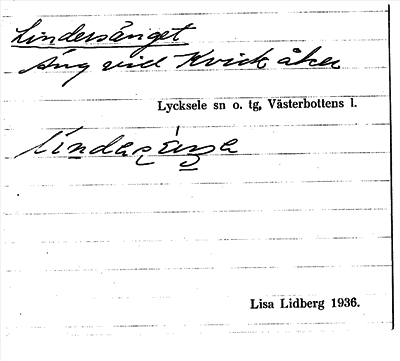 Lindersänget
Äng vid Kvickåker
Lycksele sn o. tg, Västerbottens l.
Lisa Lidberg 1936.